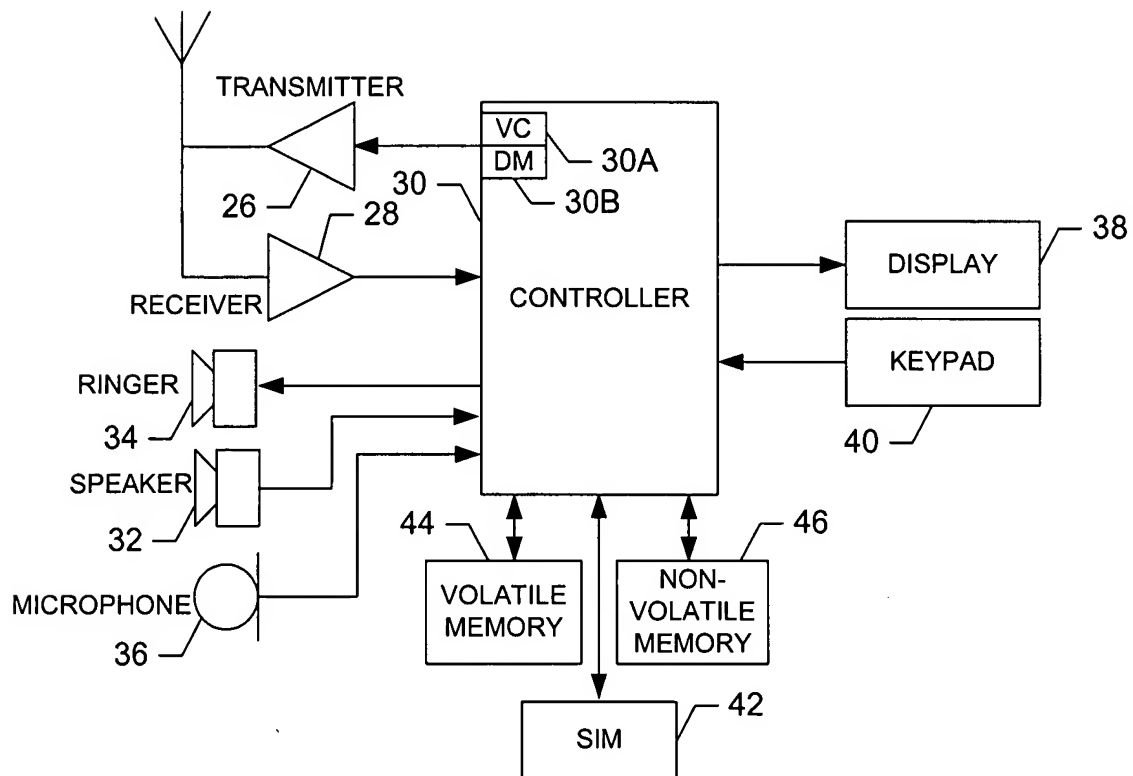 TRANSMITTER
VC
DM
30A
30B
30
26
28
RECEIVER
CONTROLLER
DISPLAY
38
KEYPAD
40
RINGER
34
SPEAKER
32
MICROPHONE
36
44
VOLATILE
MEMORY
46
NON-
VOLATILE
MEMORY
SIM
42